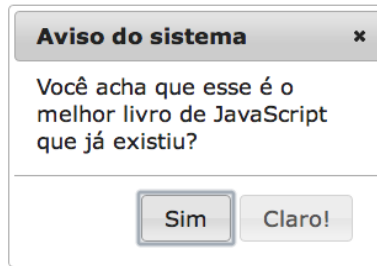 Aviso do sistema
Você acha que esse é o
melhor livro de JavaScript
que já existiu?
Sim Claro!